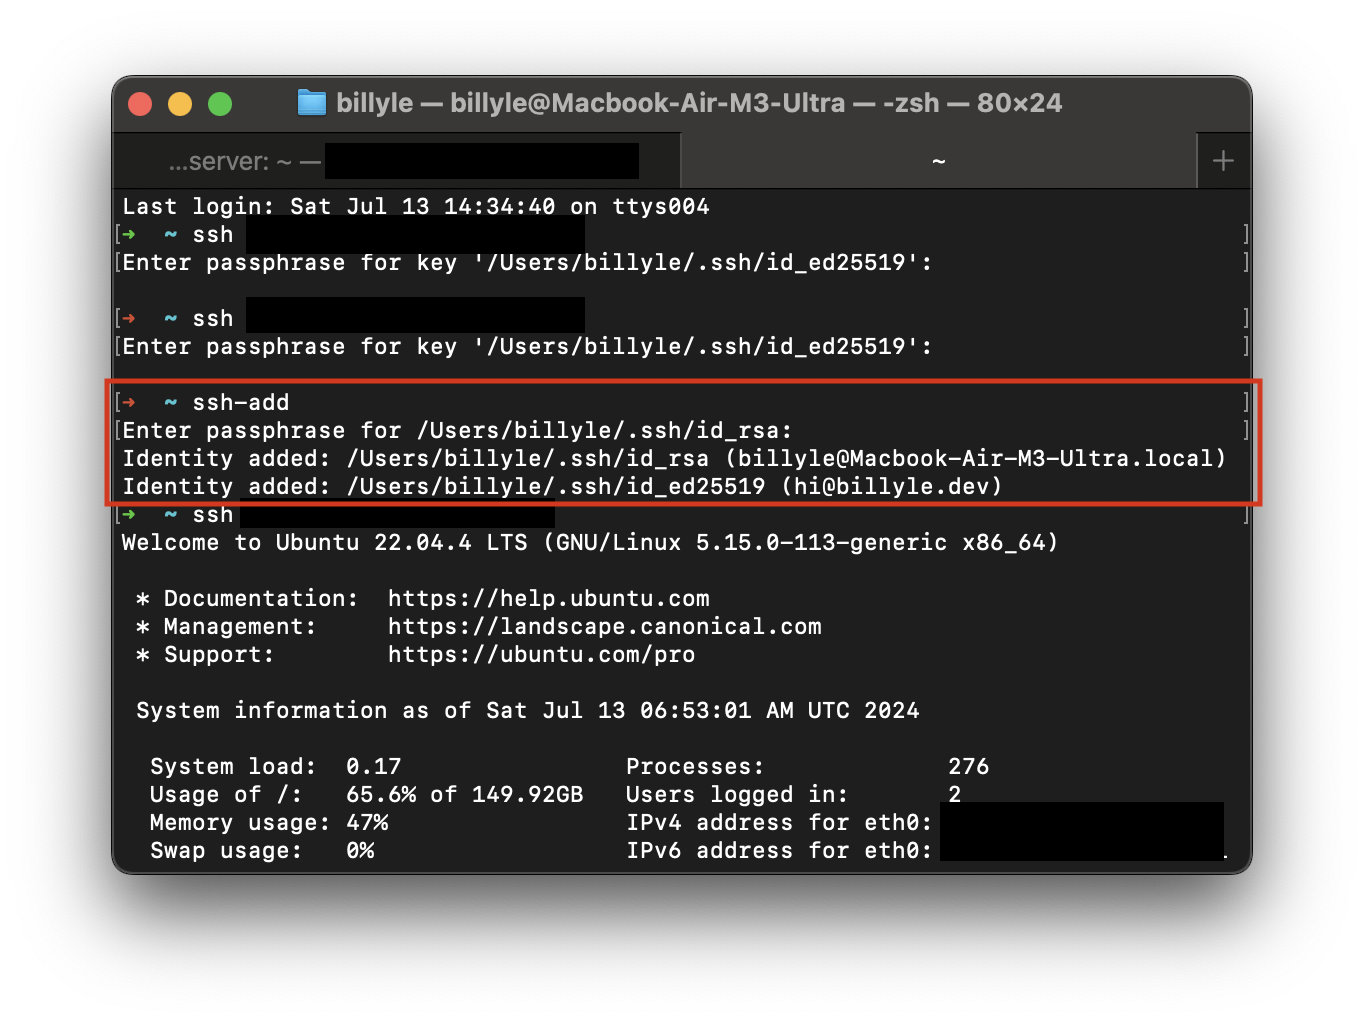 billyle — billyle@Macbook-Air-M3-Ultra — -zsh — 80×24
...server: ~ —
~
+
Last login: Sat Jul 13 14:34:40 on ttys004
[➜  ~ ssh ]
[Enter passphrase for key '/Users/billyle/.ssh/id_ed25519': ]
[➜  ~ ssh ]
[Enter passphrase for key '/Users/billyle/.ssh/id_ed25519': ]
[➜  ~ ssh-add ]
[Enter passphrase for /Users/billyle/.ssh/id_rsa: ]
Identity added: /Users/billyle/.ssh/id_rsa (billyle@Macbook-Air-M3-Ultra.local)
Identity added: /Users/billyle/.ssh/id_ed25519 (hi@billyle.dev)
[➜  ~ ssh ]
Welcome to Ubuntu 22.04.4 LTS (GNU/Linux 5.15.0-113-generic x86_64)
* Documentation:  https://help.ubuntu.com
* Management:     https://landscape.canonical.com
* Support:        https://ubuntu.com/pro
System information as of Sat Jul 13 06:53:01 AM UTC 2024
System load:  0.17                Processes:             276
Usage of /:   65.6% of 149.92GB   Users logged in:       2
Memory usage: 47%                 IPv4 address for eth0:
Swap usage:   0%                  IPv6 address for eth0: